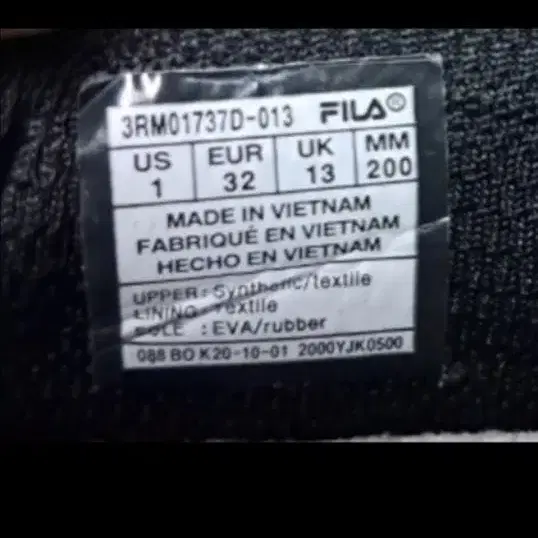 3RM01737D-013 FILA®
US EUR UK MM
1 32 13 200
MADE IN VIETNAM
FABRIQUÉ EN VIETNAM
HECHO EN VIETNAM
UPPER: Synthetic/textile
LINING: Textile
SOLE : EVA/rubber
088 BO K20-10-01 2000YJK0500